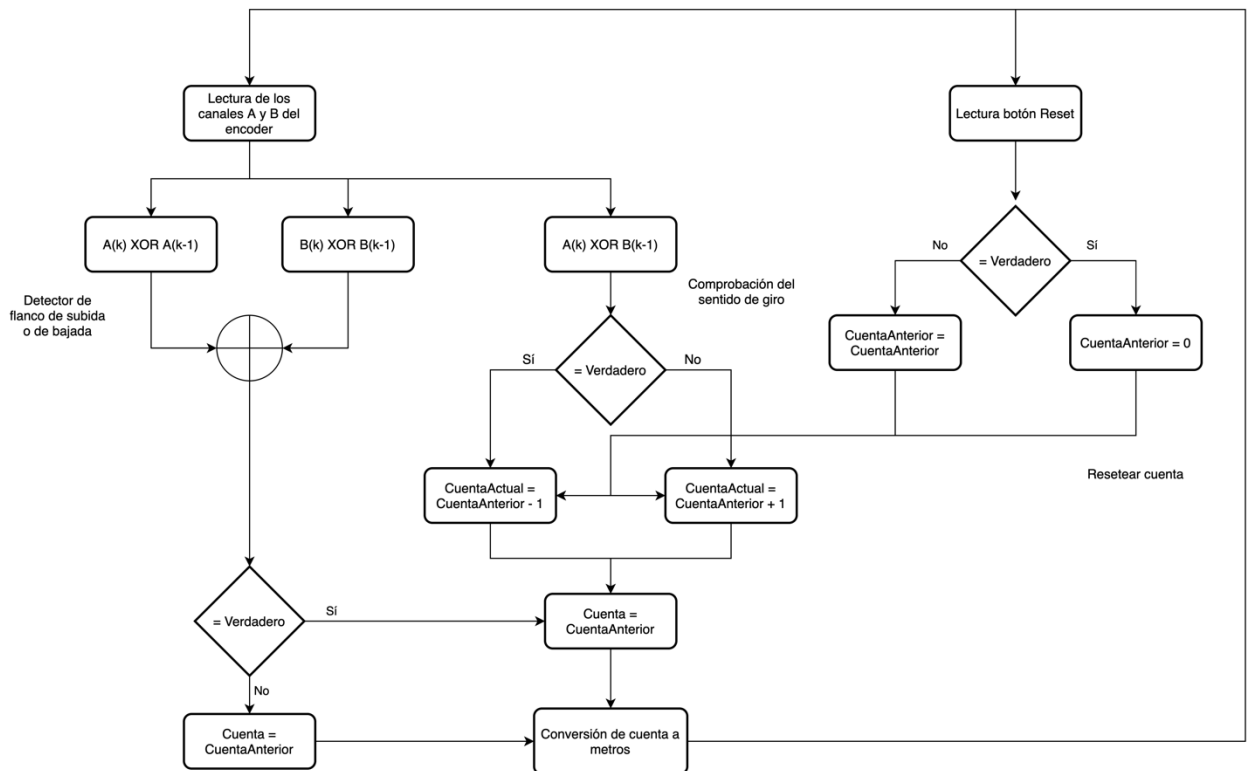 Lectura de los
canales A y B del
encoder
Lectura botón Reset
A(k) XOR A(k-1)
B(k) XOR B(k-1)
A(k) XOR B(k-1)
No
Sí
= Verdadero
Comprobación del
sentido de giro
Detector de
flanco de subida
o de bajada
CuentaAnterior =
CuentaAnterior
CuentaAnterior = 0
Sí
No
= Verdadero
Resetear cuenta
CuentaActual =
CuentaAnterior - 1
CuentaActual =
CuentaAnterior + 1
= Verdadero
Sí
Cuenta =
CuentaAnterior
No
Cuenta =
CuentaAnterior
Conversión de cuenta a
metros